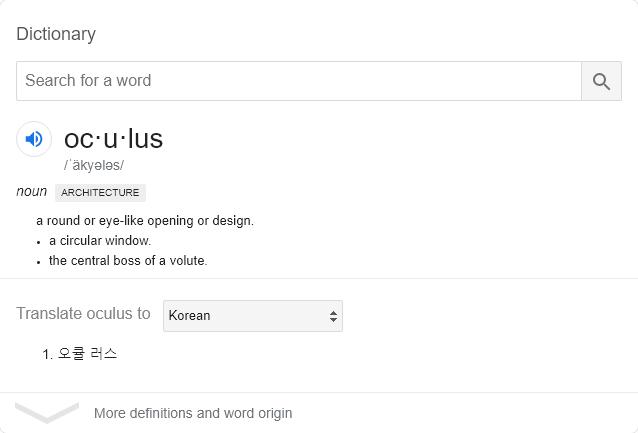 Dictionary
Search for a word
oc·u·lus
/ˈäkyələs/
noun ARCHITECTURE
a round or eye-like opening or design.
• a circular window.
• the central boss of a volute.
Translate oculus to Korean
1. 오큘 러스
More definitions and word origin